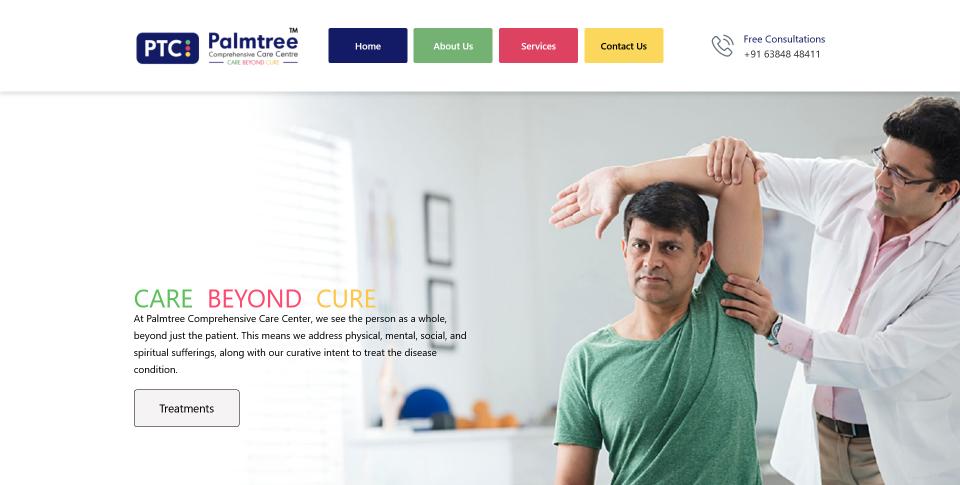 PTC
Palmtree™
Comprehensive Care Centre
CARE BEYOND CURE
Home
About Us
Services
Contact Us
Free Consultations
+91 63848 48411
CARE BEYOND CURE
At Palmtree Comprehensive Care Center, we see the person as a whole,
beyond just the patient. This means we address physical, mental, social, and
spiritual sufferings, along with our curative intent to treat the disease
condition.
Treatments